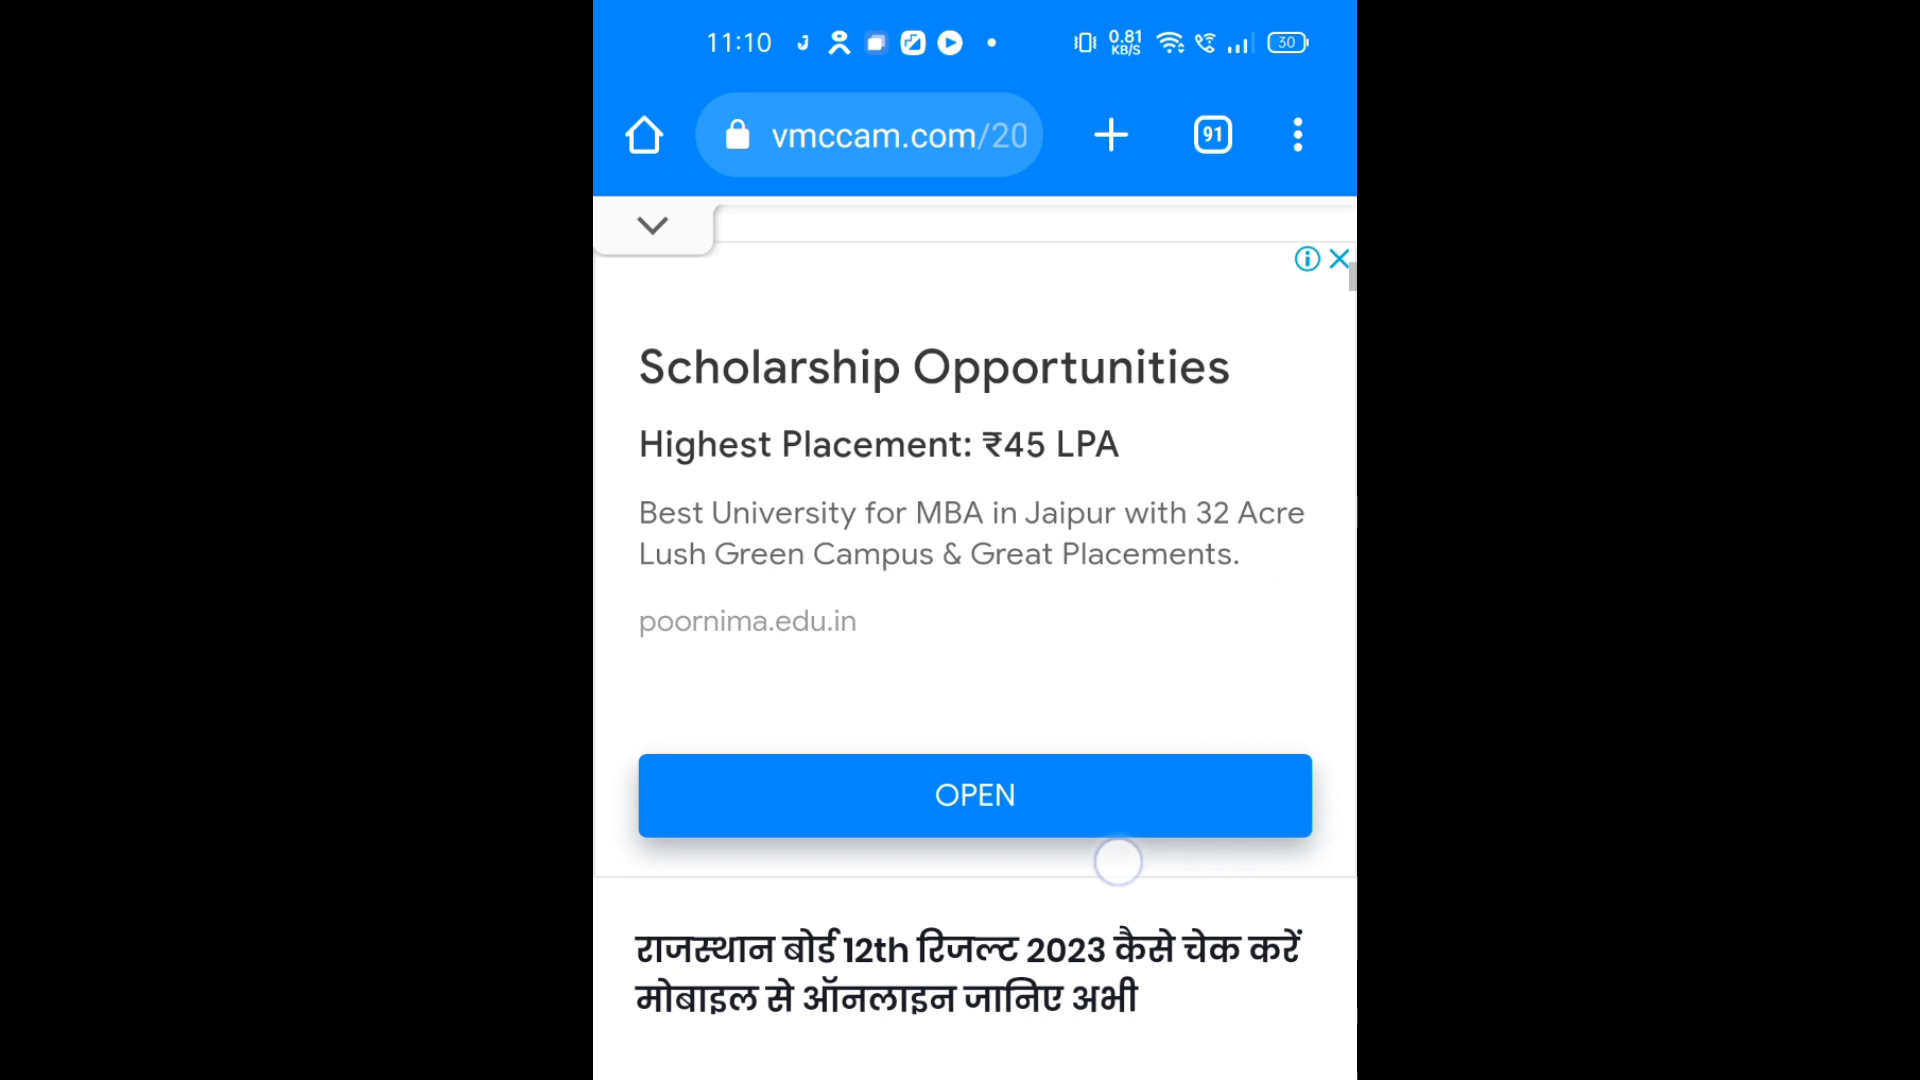 11:10
0.81
KB/S
30
vmccam.com/20
91
Scholarship Opportunities
Highest Placement: ₹45 LPA
Best University for MBA in Jaipur with 32 Acre
Lush Green Campus & Great Placements.
poornima.edu.in
OPEN
राजस्थान बोर्ड 12th रिजल्ट 2023 कैसे चेक करें
मोबाइल से ऑनलाइन जानिए अभी